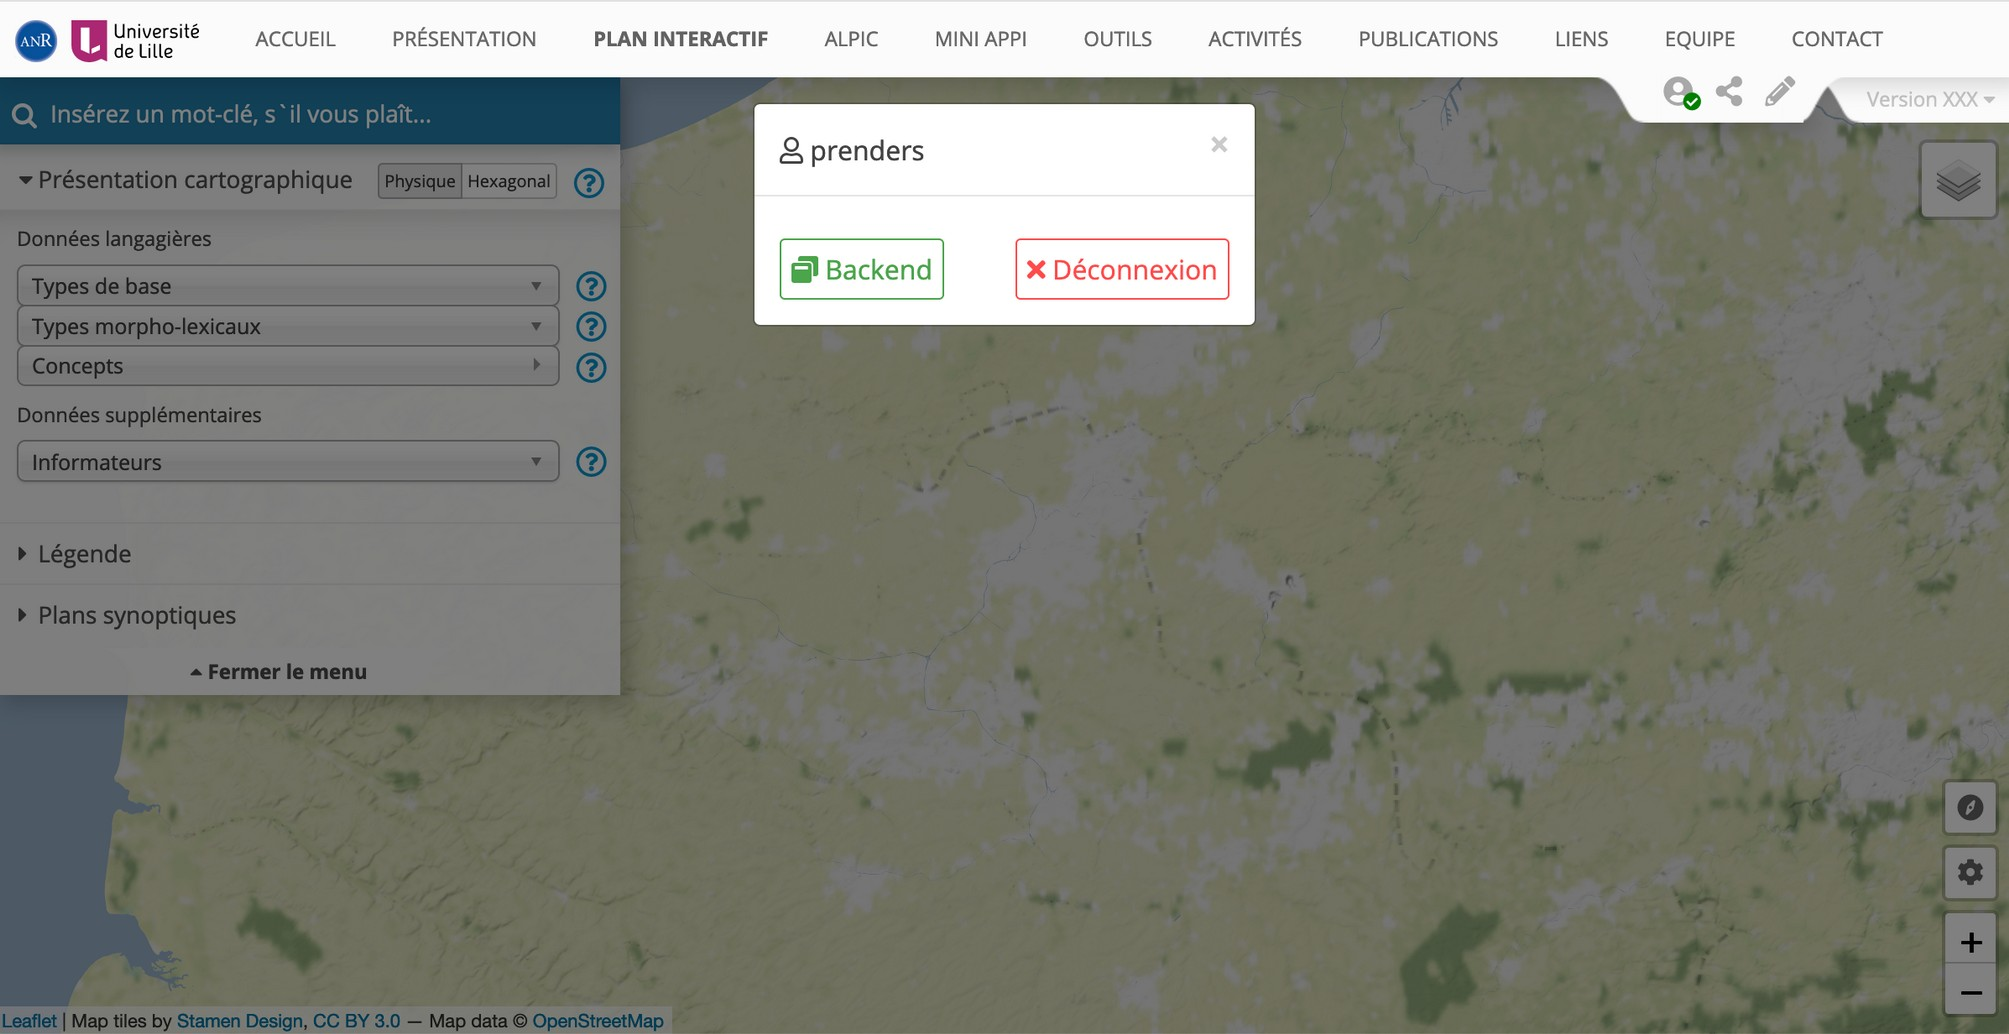 ANR Université de Lille ACCUEIL PRÉSENTATION PLAN INTERACTIF ALPIC MINI APPI OUTILS ACTIVITÉS PUBLICATIONS LIENS EQUIPE CONTACT
Version XXX
Insérez un mot-clé, s`il vous plaît...
prenders ×
Présentation cartographique Physique Hexagonal ?
Données langagières
Backend Déconnexion
Types de base ?
Types morpho-lexicaux ?
Concepts ?
Données supplémentaires
Informateurs ?
Légende
Plans synoptiques
Fermer le menu
+
−
Leaflet | Map tiles by Stamen Design, CC BY 3.0 — Map data © OpenStreetMap